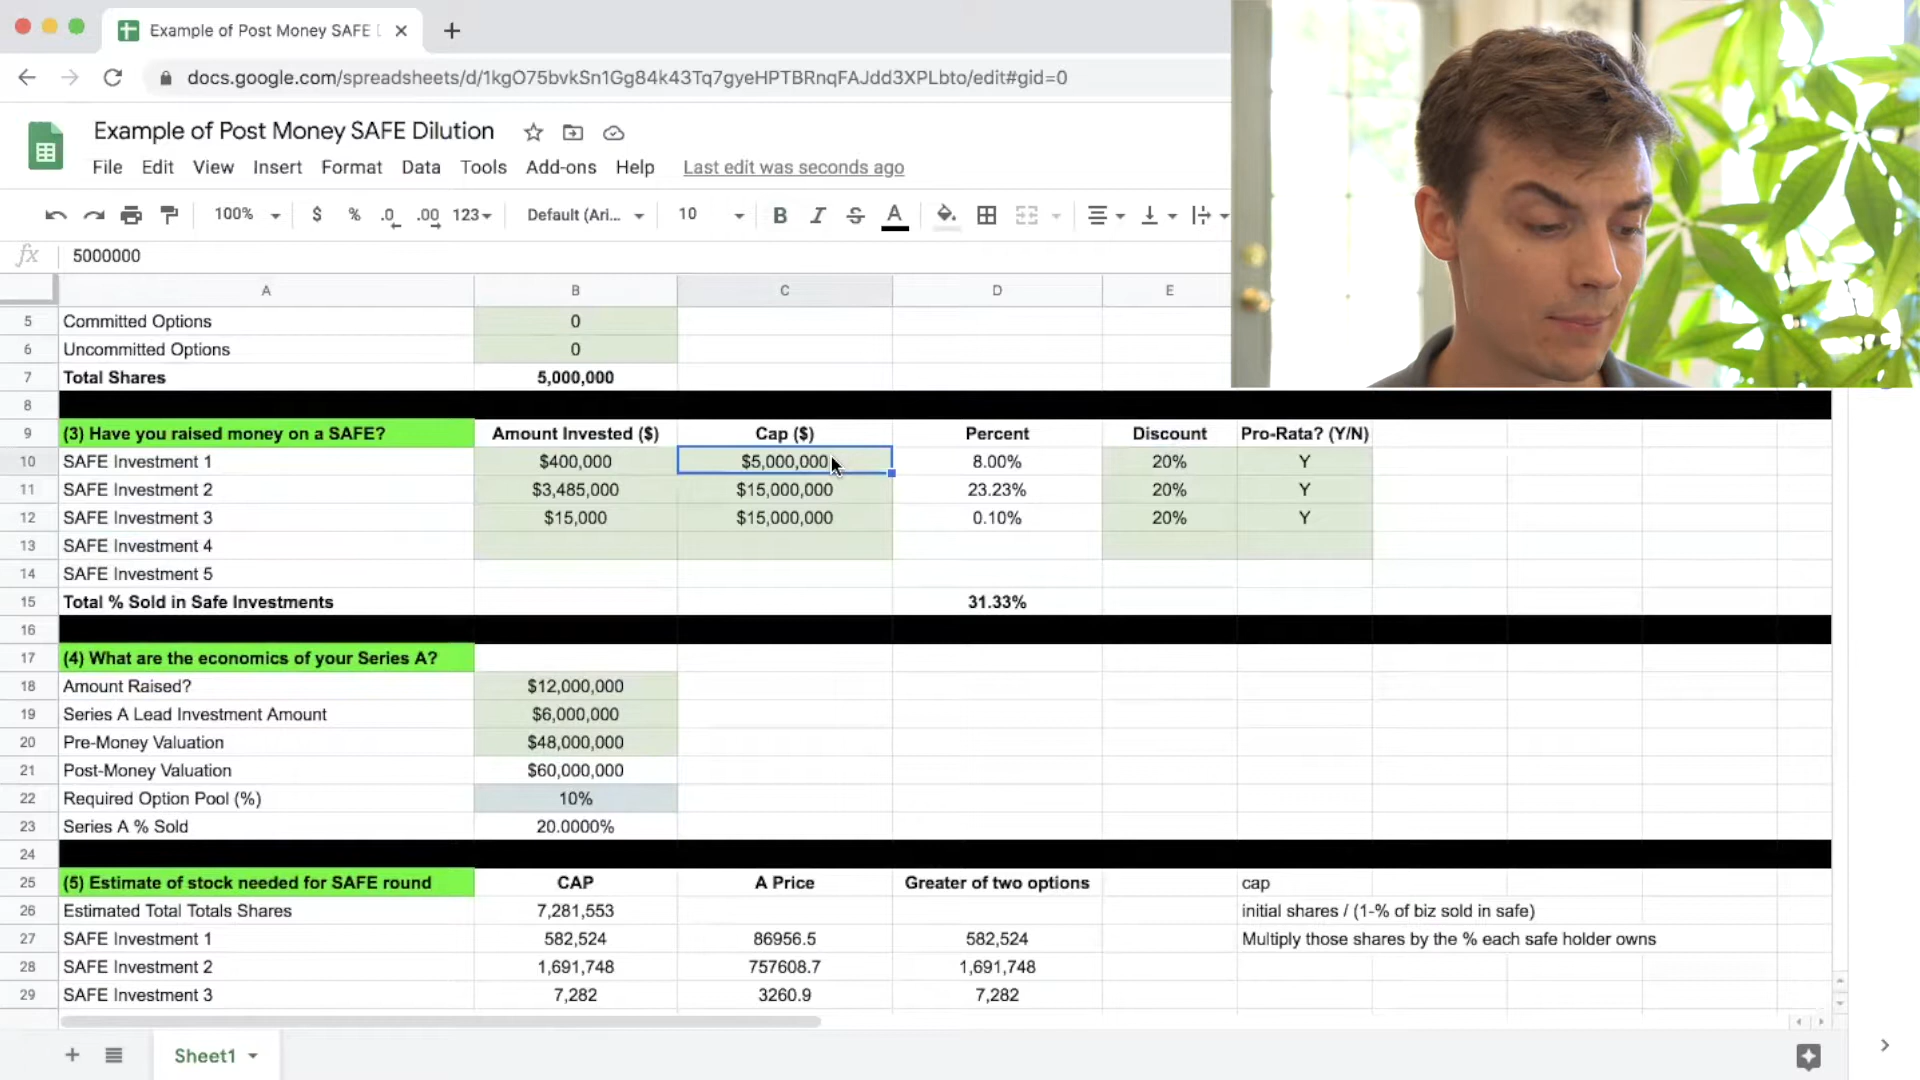 Example of Post Money SAFE D
docs.google.com/spreadsheets/d/1kgO75bvkSn1Gg84k43Tq7gyeHPTBRnqFAJdd3XPLbto/edit#gid=0
Example of Post Money SAFE Dilution
File Edit View Insert Format Data Tools Add-ons Help Last edit was seconds ago
100% $ % .0 .00 123 Default (Ari... 10 B I S A
fx 5000000
A B C D E
5 Committed Options 0
6 Uncommitted Options 0
7 Total Shares 5,000,000
8
9 (3) Have you raised money on a SAFE? Amount Invested ($) Cap ($) Percent Discount Pro-Rata? (Y/N)
10 SAFE Investment 1 $400,000 $5,000,000 8.00% 20% Y
11 SAFE Investment 2 $3,485,000 $15,000,000 23.23% 20% Y
12 SAFE Investment 3 $15,000 $15,000,000 0.10% 20% Y
13 SAFE Investment 4
14 SAFE Investment 5
15 Total % Sold in Safe Investments 31.33%
16
17 (4) What are the economics of your Series A?
18 Amount Raised? $12,000,000
19 Series A Lead Investment Amount $6,000,000
20 Pre-Money Valuation $48,000,000
21 Post-Money Valuation $60,000,000
22 Required Option Pool (%) 10%
23 Series A % Sold 20.0000%
24
25 (5) Estimate of stock needed for SAFE round CAP A Price Greater of two options cap
26 Estimated Total Totals Shares 7,281,553 initial shares / (1-% of biz sold in safe)
27 SAFE Investment 1 582,524 86956.5 582,524 Multiply those shares by the % each safe holder owns
28 SAFE Investment 2 1,691,748 757608.7 1,691,748
29 SAFE Investment 3 7,282 3260.9 7,282
Sheet1